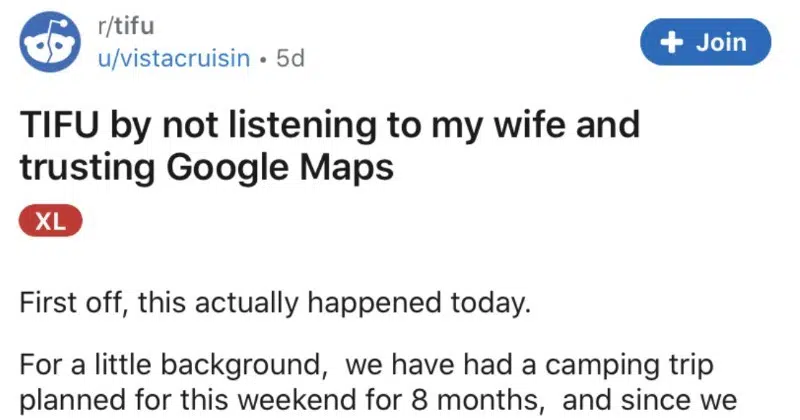 r/tifu
u/vistacruisin • 5d
+ Join
TIFU by not listening to my wife and
trusting Google Maps
XL
First off, this actually happened today.
For a little background,  we have had a camping trip
planned for this weekend for 8 months,  and since we